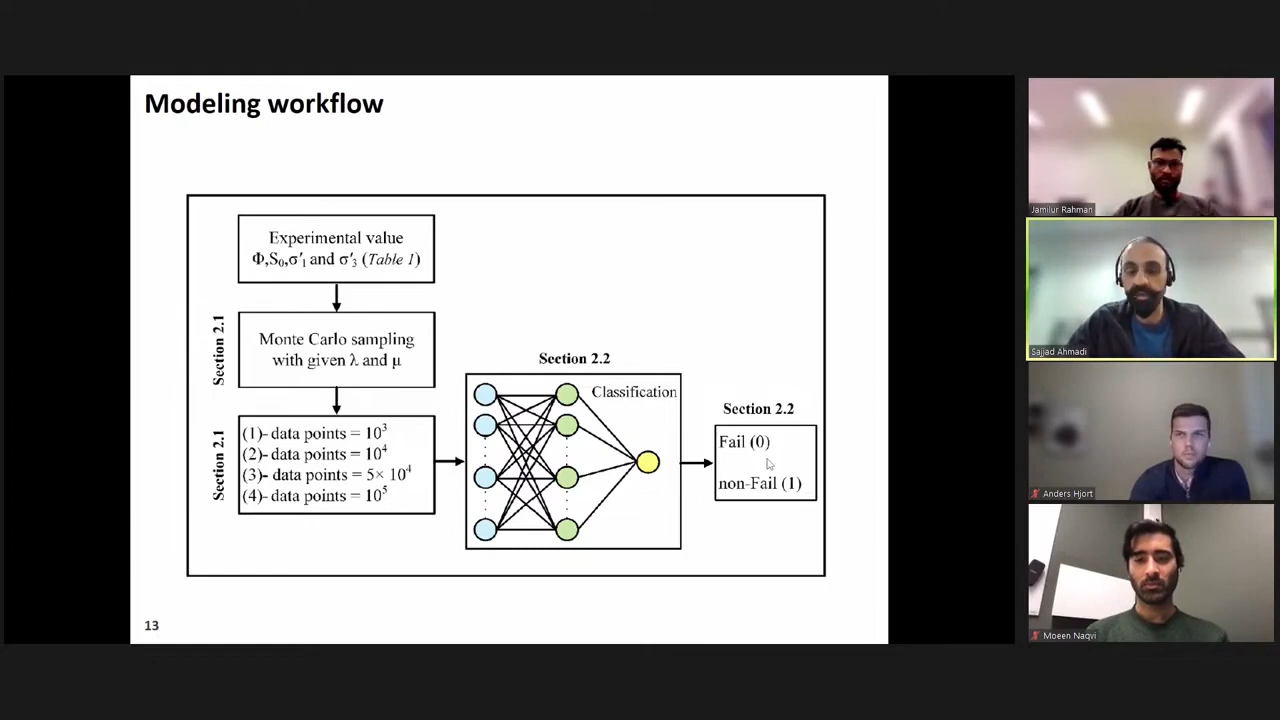 Modeling workflow
Experimental value
Φ,S₀,σ′₁ and σ′₃ (Table 1)
Section 2.1
Monte Carlo sampling
with given λ and μ
Section 2.1
(1)- data points = 10³
(2)- data points = 10⁴
(3)- data points = 5× 10⁴
(4)- data points = 10⁵
Section 2.2
Classification
Section 2.2
Fail (0)
non-Fail (1)
13
Jamilur Rahman
Sajjad Ahmadi
Anders Hjort
Moeen Naqvi